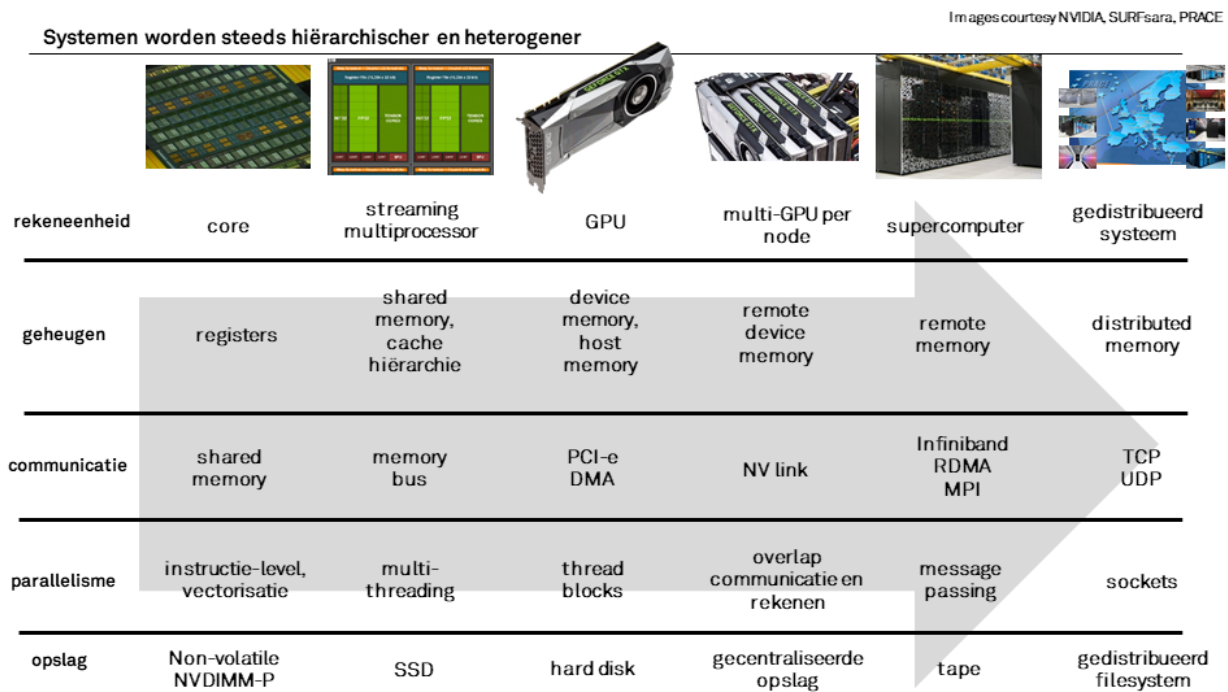 Images courtesy NVIDIA, SURFsara, PRACE
Systemen worden steeds hiërarchischer en heterogener
GEFORCE GTX
GEFORCE GTX
rekeneenheid
core
streaming
multiprocessor
GPU
multi-GPU per
node
supercomputer
gedistribueerd
systeem
geheugen
registers
shared
memory,
cache
hiërarchie
device
memory,
host
memory
remote
device
memory
remote
memory
distributed
memory
communicatie
shared
memory
memory
bus
PCI-e
DMA
NV link
Infiniband
RDMA
MPI
TCP
UDP
parallelisme
instructie-level,
vectorisatie
multi-
threading
thread
blocks
overlap
communicatie en
rekenen
message
passing
sockets
opslag
Non-volatile
NVDIMM-P
SSD
hard disk
gecentraliseerde
opslag
tape
gedistribueerd
filesystem